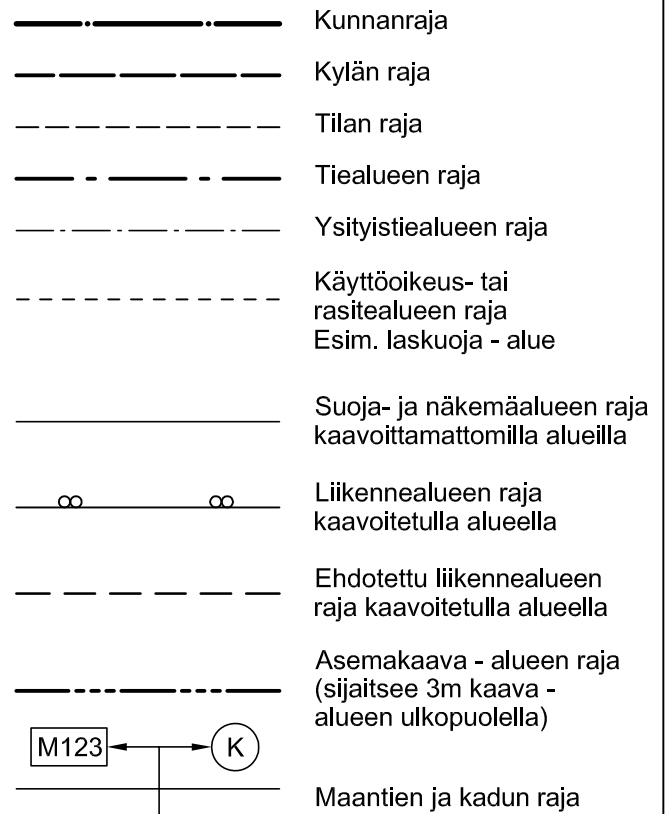 Kunnanraja
Kylän raja
Tilan raja
Tiealueen raja
Ysityistiealueen raja
Käyttöoikeus- tai
rasitealueen raja
Esim. laskuoja - alue
Suoja- ja näkemäalueen raja
kaavoittamattomilla alueilla
Liikennealueen raja
kaavoitetulla alueella
Ehdotettu liikennealueen
raja kaavoitetulla alueella
Asemakaava - alueen raja
(sijaitsee 3m kaava -
alueen ulkopuolella)
M123 K
Maantien ja kadun raja